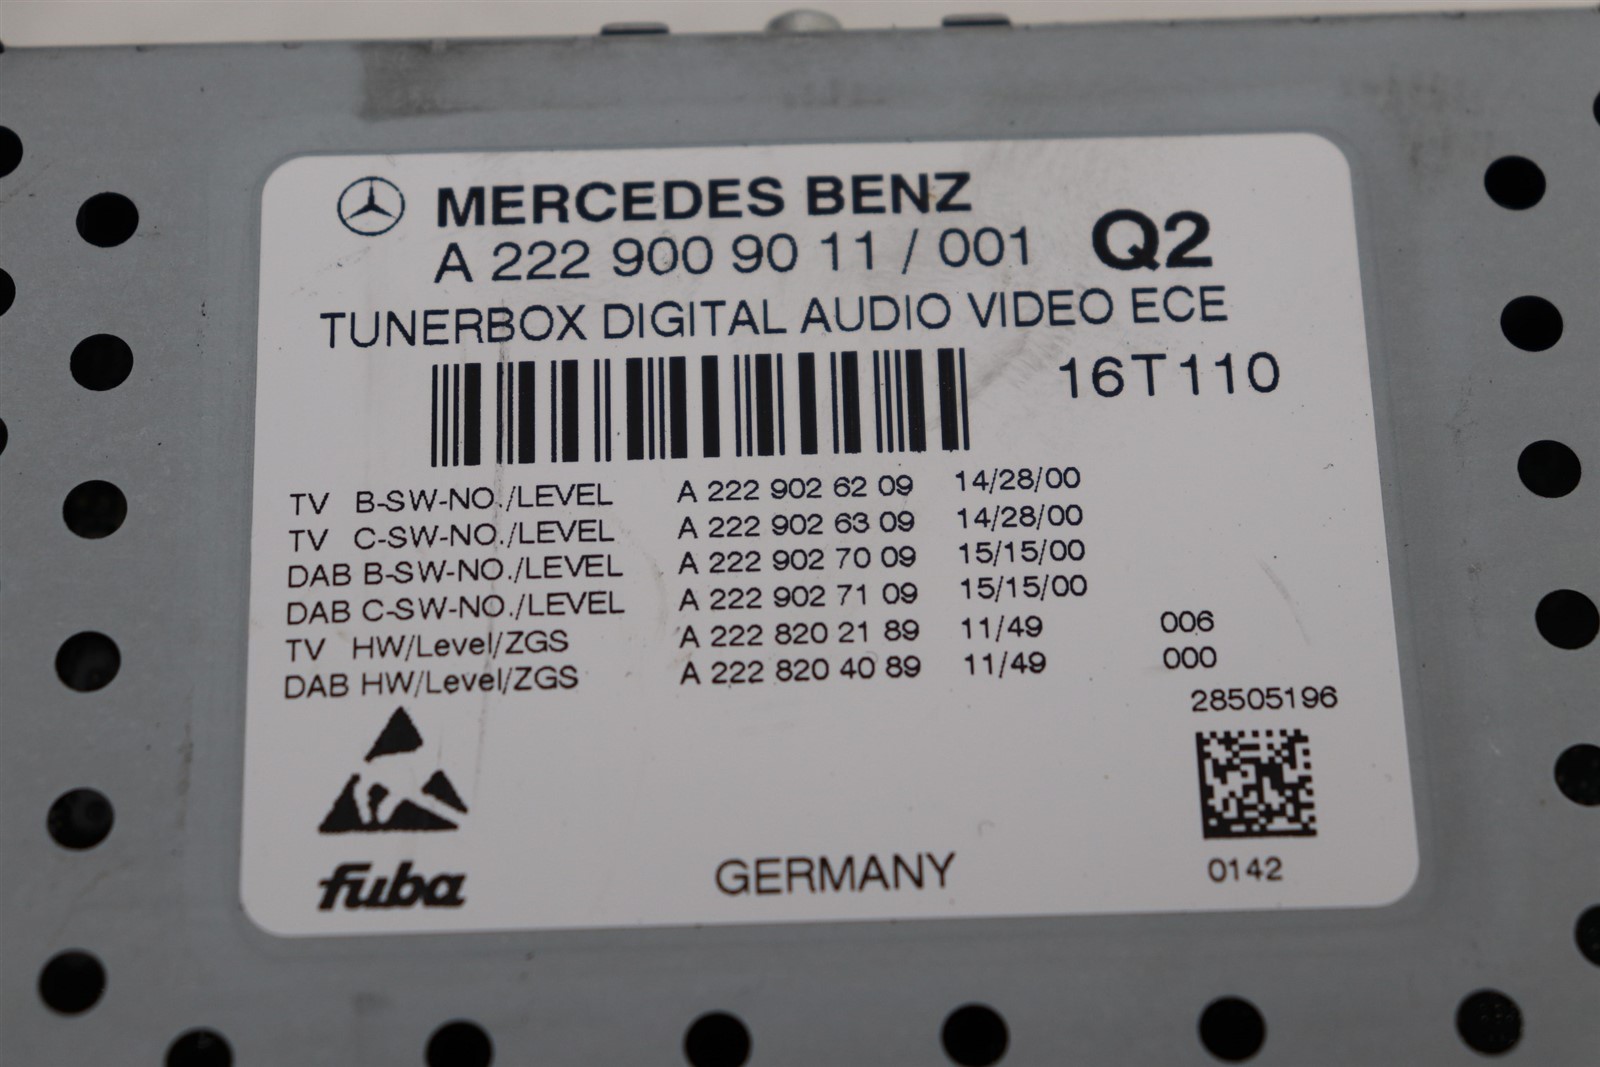 MERCEDES BENZ
A 222 900 90 11 / 001 Q2
TUNERBOX DIGITAL AUDIO VIDEO ECE
16T110
TV B-SW-NO./LEVEL A 222 902 62 09 14/28/00
TV C-SW-NO./LEVEL A 222 902 63 09 14/28/00
DAB B-SW-NO./LEVEL A 222 902 70 09 15/15/00
DAB C-SW-NO./LEVEL A 222 902 71 09 15/15/00
TV HW/Level/ZGS A 222 820 21 89 11/49 006
DAB HW/Level/ZGS A 222 820 40 89 11/49 000
28505196
fuba GERMANY 0142